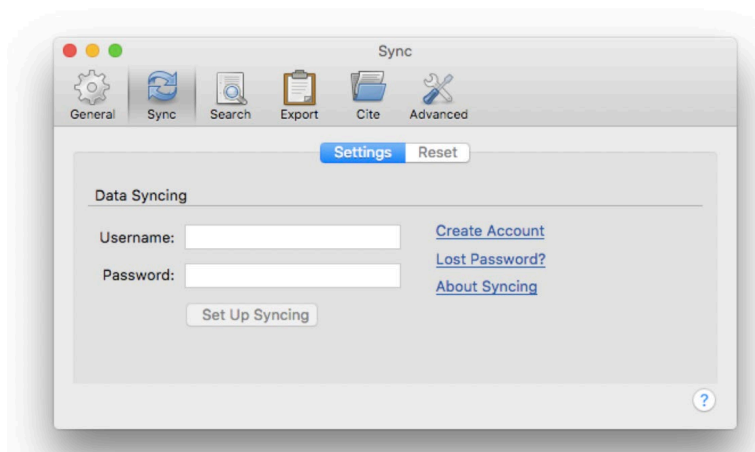 Sync
General Sync Search Export Cite Advanced
Settings Reset
Data Syncing
Username:
Create Account
Lost Password?
Password:
About Syncing
Set Up Syncing
?